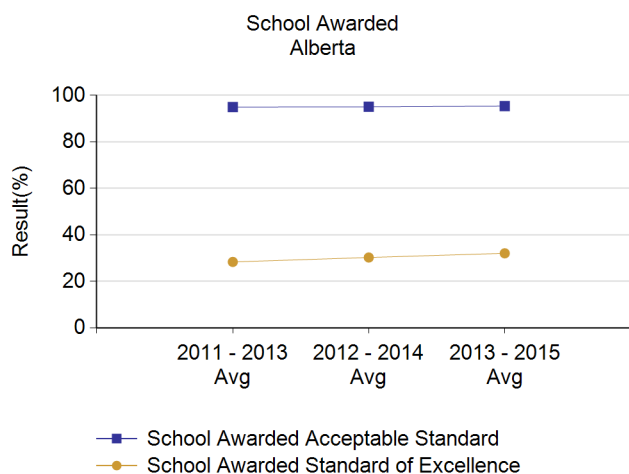 School Awarded
Alberta
100
80
60
40
20
0
Result(%)
2011 - 2013
Avg
2012 - 2014
Avg
2013 - 2015
Avg
School Awarded Acceptable Standard
School Awarded Standard of Excellence